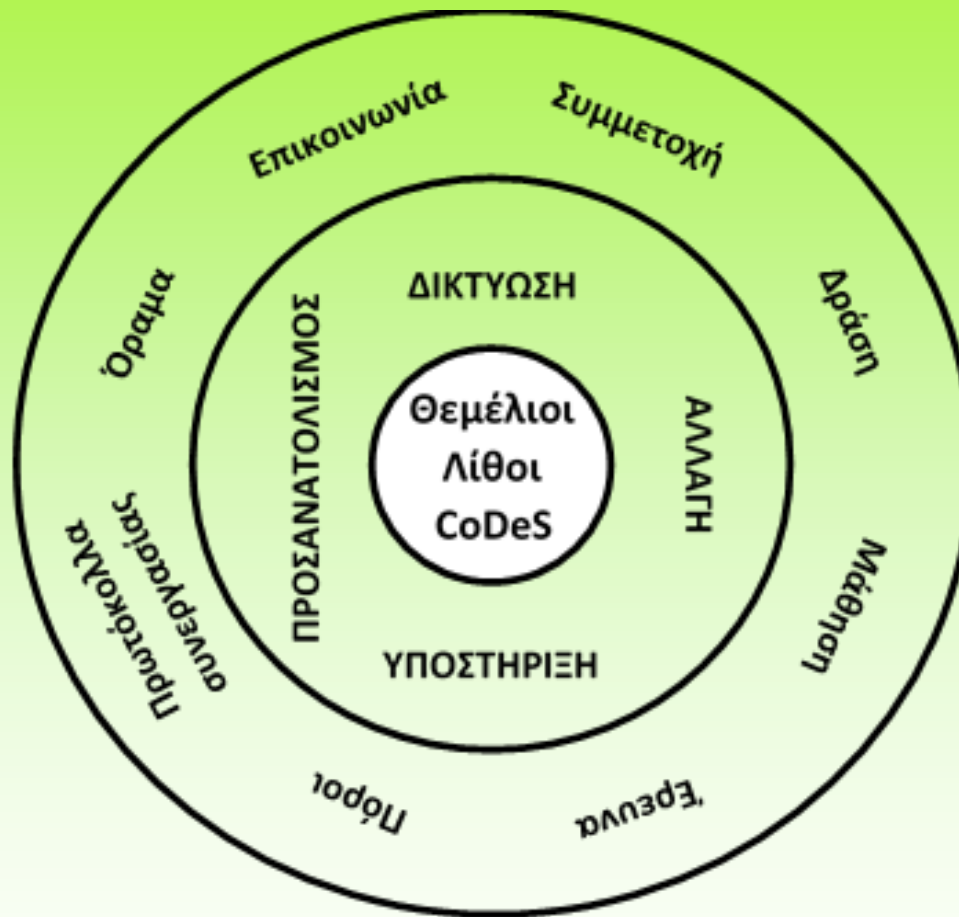 Επικοινωνία
Συμμετοχή
Δράση
Μάθηση
Έρευνα
Πόροι
Πρωτόκολλα
συνεργασίας
Όραμα
ΔΙΚΤΥΩΣΗ
ΑΛΛΑΓΗ
ΥΠΟΣΤΗΡΙΞΗ
ΠΡΟΣΑΝΑΤΟΛΙΣΜΟΣ
Θεμέλιοι
Λίθοι
CoDeS